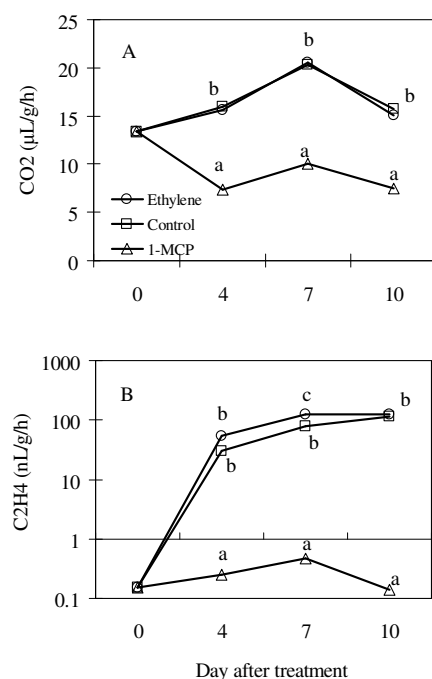 25
A
b
b
b
20
15
a
a
a
10
5
0
CO2 (µL/g/h)
Ethylene
Control
1-MCP
0 4 7 10
1000
B
b
c
b
100
b
b
10
1
a
a
a
0.1
C2H4 (nL/g/h)
0 4 7 10
Day after treatment